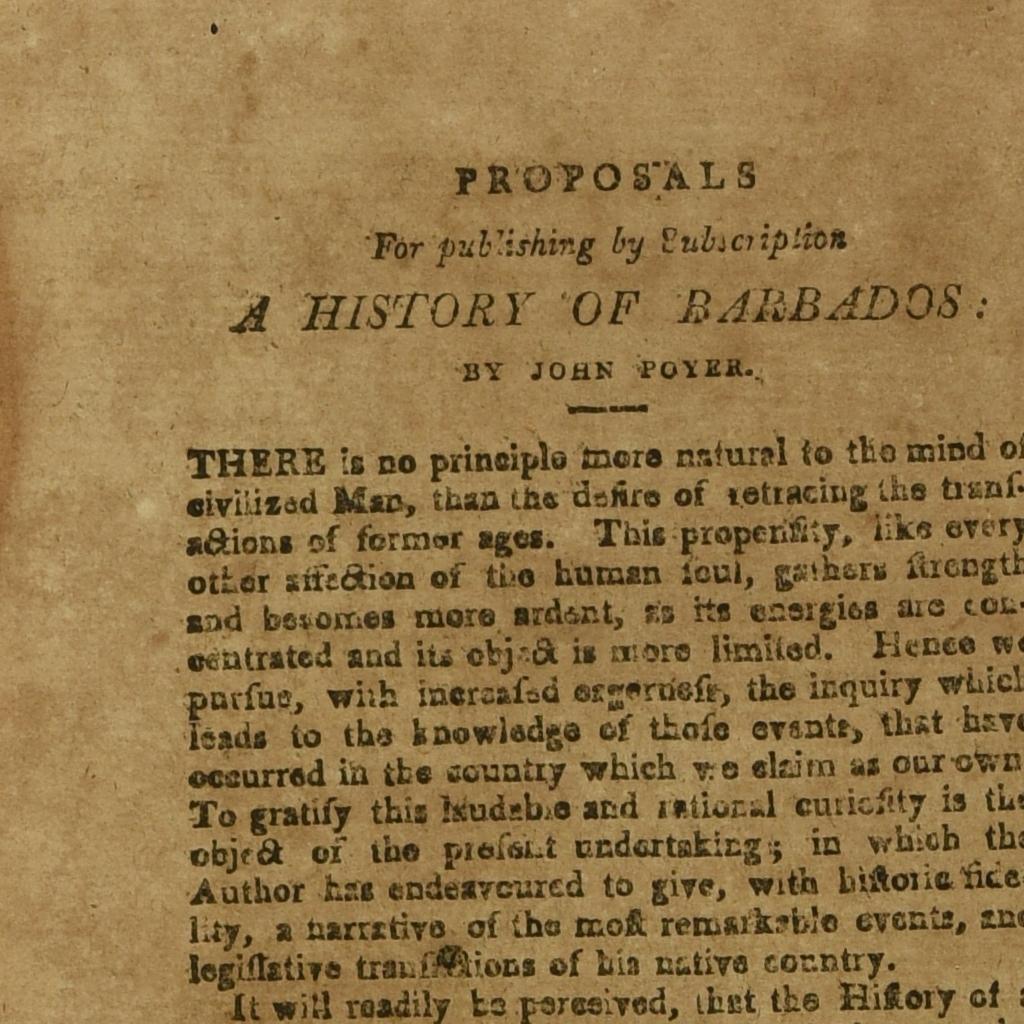 PROPOSALS
For publishing by Subscription
A HISTORY OF BARBADOS:
BY JOHN POYER.
THERE is no principle more natural to the mind of
civilized Man, than the deſire of retracing the tranſ-
actions of former ages. This propenſity, like every
other affection of the human ſoul, gathers ſtrength
and becomes more ardent, as its energies are con-
centrated and its object is more limited. Hence we
purſue, with increaſed eagerneſs, the inquiry which
leads to the knowledge of thoſe events, that have
occurred in the country which we claim as our own
To gratify this laudable and rational curioſity is the
object of the preſent undertaking; in which the
Author has endeavoured to give, with hiſtoric fide-
lity, a narrative of the moſt remarkable events, and
legiſlative tranſactions of his native country.
It will readily be perceived, that the Hiſtory of a